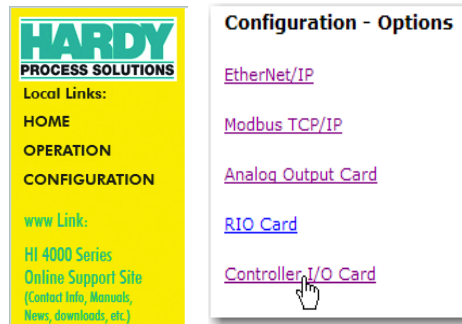 HARDY
PROCESS SOLUTIONS
Local Links:
HOME
OPERATION
CONFIGURATION
www Link:
HI 4000 Series
Online Support Site
(Contact Info, Manuals,
News, downloads, etc.)
Configuration - Options
EtherNet/IP
Modbus TCP/IP
Analog Output Card
RIO Card
Controller I/O Card